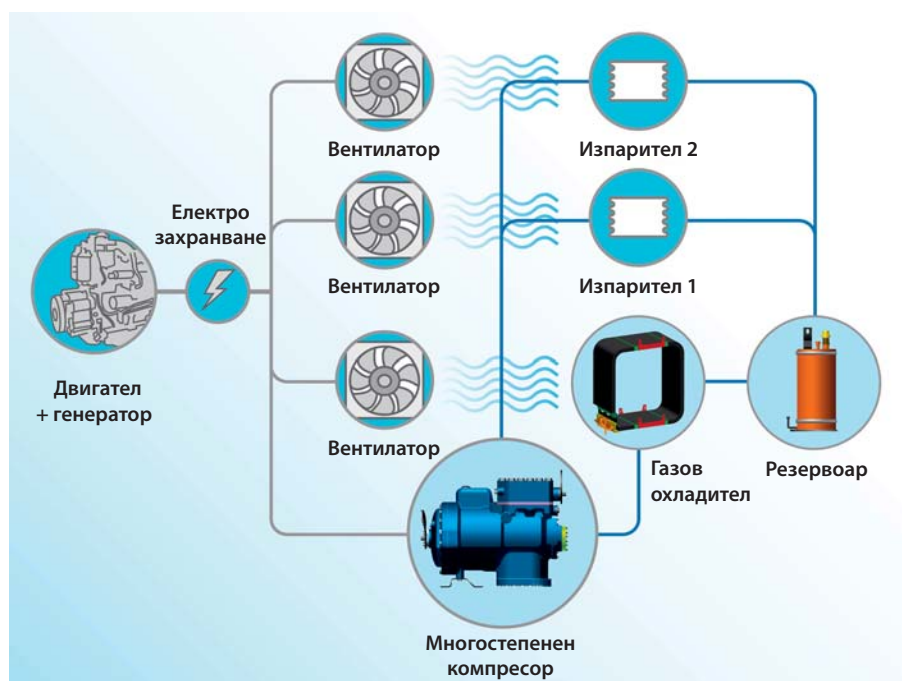 Вентилатор
Изпарител 2
Електро
захранване
Вентилатор
Изпарител 1
Двигател
+ генератор
Вентилатор
Газов
охладител
Резервоар
Многостепенен
компресор